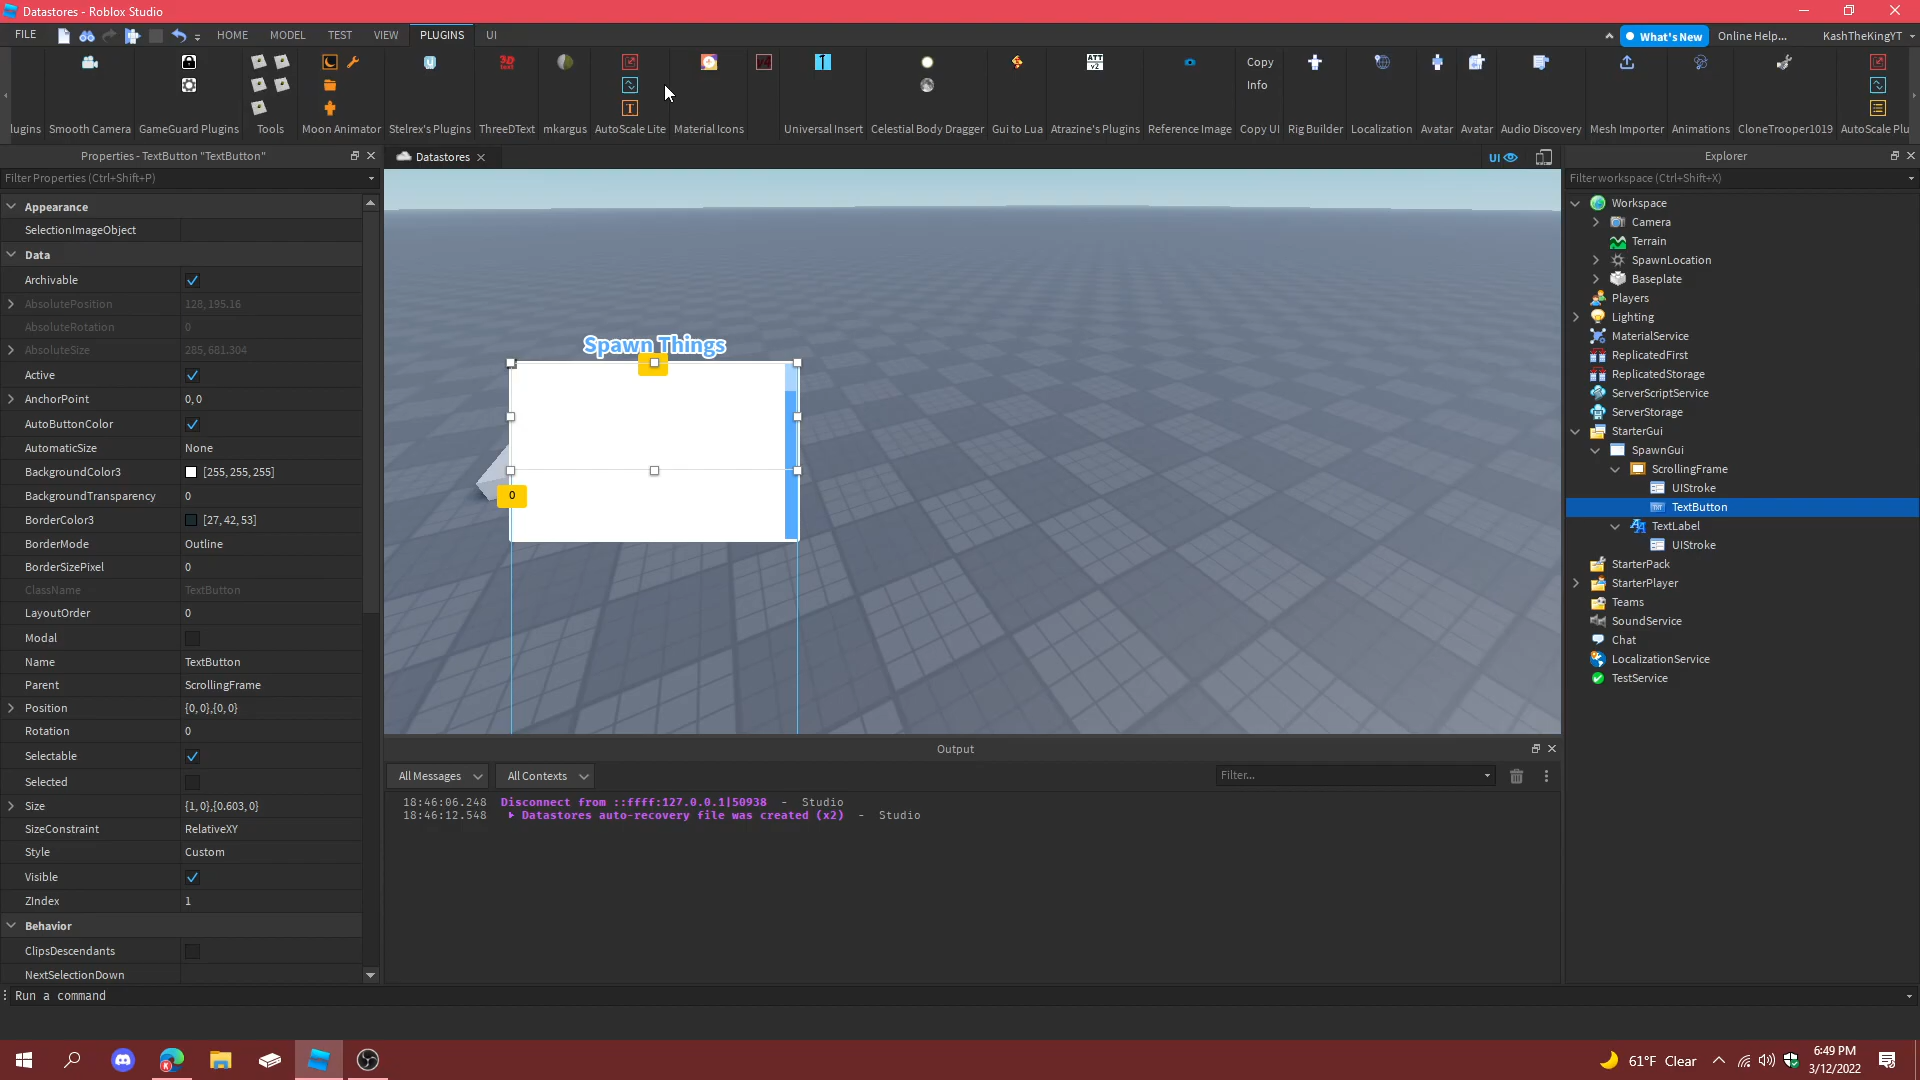 Datastores - Roblox Studio
FILE HOME MODEL TEST VIEW PLUGINS UI What's New Online Help... KashTheKingYT
Copy
Info
lugins Smooth Camera GameGuard Plugins Tools Moon Animator Stelrex's Plugins ThreeDText mkargus AutoScale Lite Material Icons Universal Insert Celestial Body Dragger Gui to Lua Atrazine's Plugins Reference Image Copy UI Rig Builder Localization Avatar Avatar Audio Discovery Mesh Importer Animations CloneTrooper1019 AutoScale Plu
Properties - TextButton "TextButton"
Filter Properties (Ctrl+Shift+P)
Appearance
SelectionImageObject
Data
Archivable
AbsolutePosition 128, 195.16
AbsoluteRotation 0
AbsoluteSize 285, 681.304
Active
AnchorPoint 0, 0
AutoButtonColor
AutomaticSize None
BackgroundColor3 [255, 255, 255]
BackgroundTransparency 0
BorderColor3 [27, 42, 53]
BorderMode Outline
BorderSizePixel 0
ClassName TextButton
LayoutOrder 0
Modal
Name TextButton
Parent ScrollingFrame
Position {0, 0},{0, 0}
Rotation 0
Selectable
Selected
Size {1, 0},{0.603, 0}
SizeConstraint RelativeXY
Style Custom
Visible
ZIndex 1
Behavior
ClipsDescendants
NextSelectionDown
Datastores
UI
Spawn Things
0
Output
All Messages All Contexts Filter...
18:46:06.248 Disconnect from ::ffff:127.0.0.1|50938 - Studio
18:46:12.548 Datastores auto-recovery file was created (x2) - Studio
Explorer
Filter workspace (Ctrl+Shift+X)
Workspace
Camera
Terrain
SpawnLocation
Baseplate
Players
Lighting
MaterialService
ReplicatedFirst
ReplicatedStorage
ServerScriptService
ServerStorage
StarterGui
SpawnGui
ScrollingFrame
UIStroke
TextButton
TextLabel
UIStroke
StarterPack
StarterPlayer
Teams
SoundService
Chat
LocalizationService
TestService
Run a command
61°F Clear
6:49 PM
3/12/2022